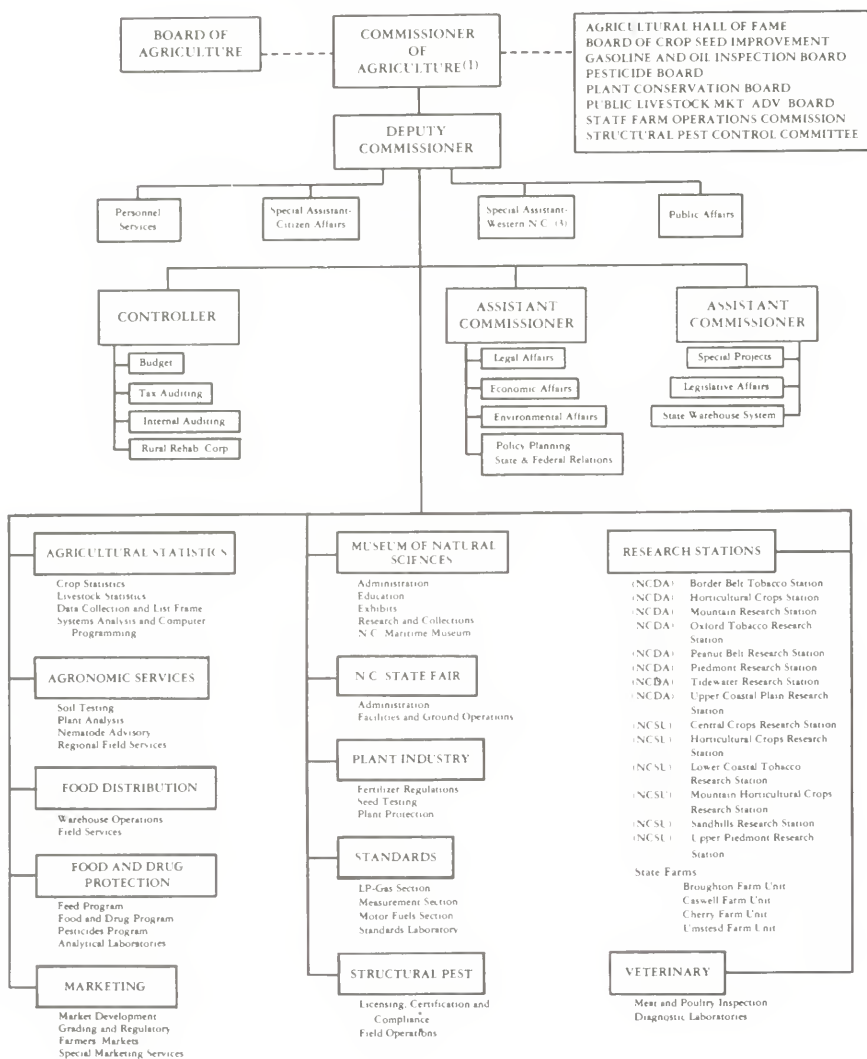 BOARD OF
AGRICULTURE
COMMISSIONER
OF
AGRICULTURE(1)
AGRICULTURAL HALL OF FAME
BOARD OF CROP SEED IMPROVEMENT
GASOLINE AND OIL INSPECTION BOARD
PESTICIDE BOARD
PLANT CONSERVATION BOARD
PUBLIC LIVESTOCK MKT ADV BOARD
STATE FARM OPERATIONS COMMISSION
STRUCTURAL PEST CONTROL COMMITTEE
DEPUTY
COMMISSIONER
Personnel
Services
Special Assistant-
Citizen Affairs
Special Assistant-
Western N.C. (3)
Public Affairs
CONTROLLER
Budget
Tax Auditing
Internal Auditing
Rural Rehab Corp
ASSISTANT
COMMISSIONER
Legal Affairs
Economic Affairs
Environmental Affairs
Policy Planning
State & Federal Relations
ASSISTANT
COMMISSIONER
Special Projects
Legislative Affairs
State Warehouse System
AGRICULTURAL STATISTICS
Crop Statistics
Livestock Statistics
Data Collection and List Frame
Systems Analysis and Computer
Programming
AGRONOMIC SERVICES
Soil Testing
Plant Analysis
Nematode Advisory
Regional Field Services
FOOD DISTRIBUTION
Warehouse Operations
Field Services
FOOD AND DRUG
PROTECTION
Feed Program
Food and Drug Program
Pesticides Program
Analytical Laboratories
MARKETING
Market Development
Grading and Regulatory
Farmers Markets
Special Marketing Services
MUSEUM OF NATURAL
SCIENCES
Administration
Education
Exhibits
Research and Collections
N.C. Maritime Museum
N.C. STATE FAIR
Administration
Facilities and Ground Operations
PLANT INDUSTRY
Fertilizer Regulations
Seed Testing
Plant Protection
STANDARDS
LP-Gas Section
Measurement Section
Motor Fuels Section
Standards Laboratory
STRUCTURAL PEST
Licensing, Certification and
Compliance
Field Operations
RESEARCH STATIONS
(NCDA) Border Belt Tobacco Station
(NCDA) Horticultural Crops Station
(NCDA) Mountain Research Station
NCDA) Oxford Tobacco Research
Station
(NCDA) Peanut Belt Research Station
(NCDA) Piedmont Research Station
(NCDA) Tidewater Research Station
(NCDA) Upper Coastal Plain Research
Station
(NCSU) Central Crops Research Station
(NCSU) Horticultural Crops Research
Station
(NCSU) Lower Coastal Tobacco
Research Station
(NCSU) Mountain Horticultural Crops
Research Station
(NCSU) Sandhills Research Station
(NCSU) Upper Piedmont Research
Station
State Farms
Broughton Farm Unit
Caswell Farm Unit
Cherry Farm Unit
Umstead Farm Unit
VETERINARY
Meat and Poultry Inspection
Diagnostic Laboratories